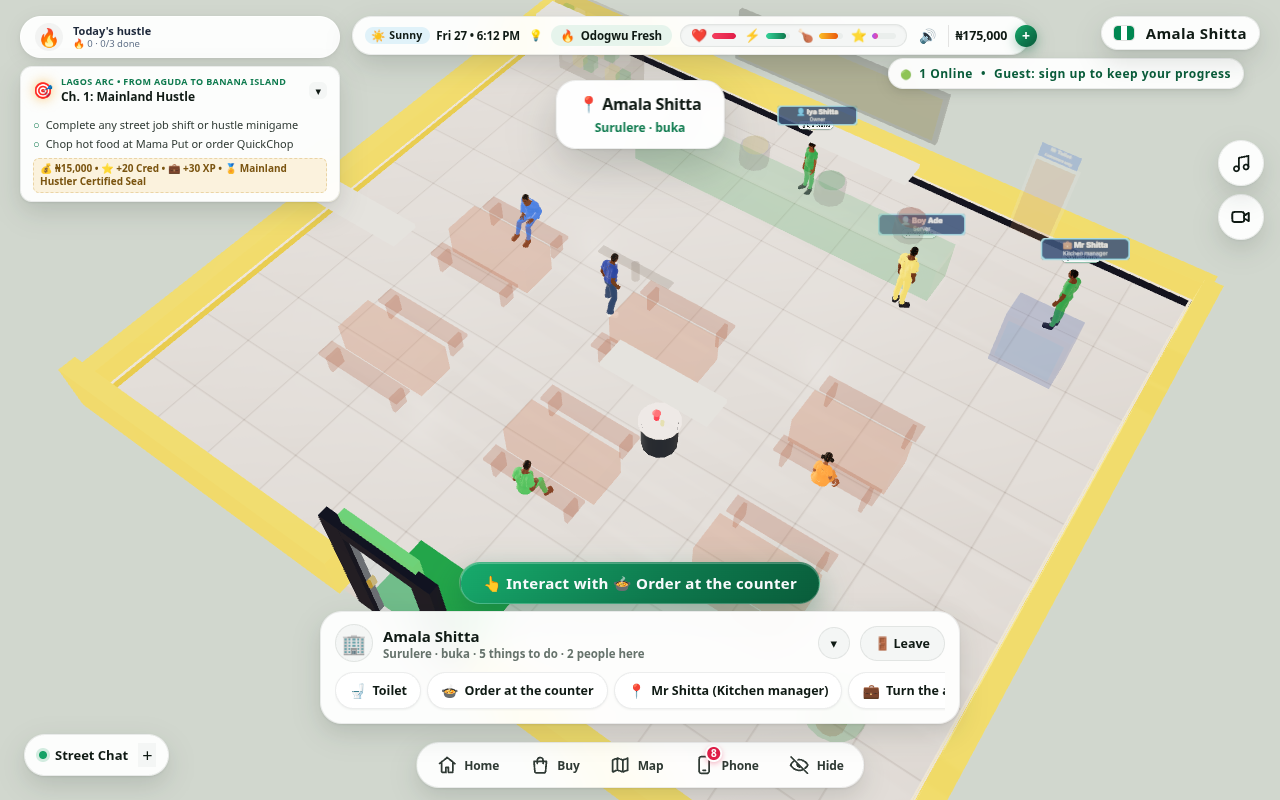 Today's hustle
🔥 0 · 0/3 done
LAGOS ARC • FROM AGUDA TO BANANA ISLAND
Ch. 1: Mainland Hustle
Complete any street job shift or hustle minigame
Chop hot food at Mama Put or order QuickChop
💰 ₦15,000 • ⭐ +20 Cred • 💼 +30 XP • 🏅 Mainland
Hustler Certified Seal
☀️ Sunny Fri 27 • 6:12 PM 💡 🔥 Odogwu Fresh ₦175,000 +
Amala Shitta
1 Online • Guest: sign up to keep your progress
📍 Amala Shitta
Surulere · buka
Iya Shitta
Owner
Boy Ade
Server
Mr Shitta
Kitchen manager
👆 Interact with 🍲 Order at the counter
Amala Shitta
Surulere · buka · 5 things to do · 2 people here
🚪 Leave
🚽 Toilet
🍲 Order at the counter
📍 Mr Shitta (Kitchen manager)
💼 Turn the a
Street Chat +
Home
Buy
Map
8
Phone
Hide